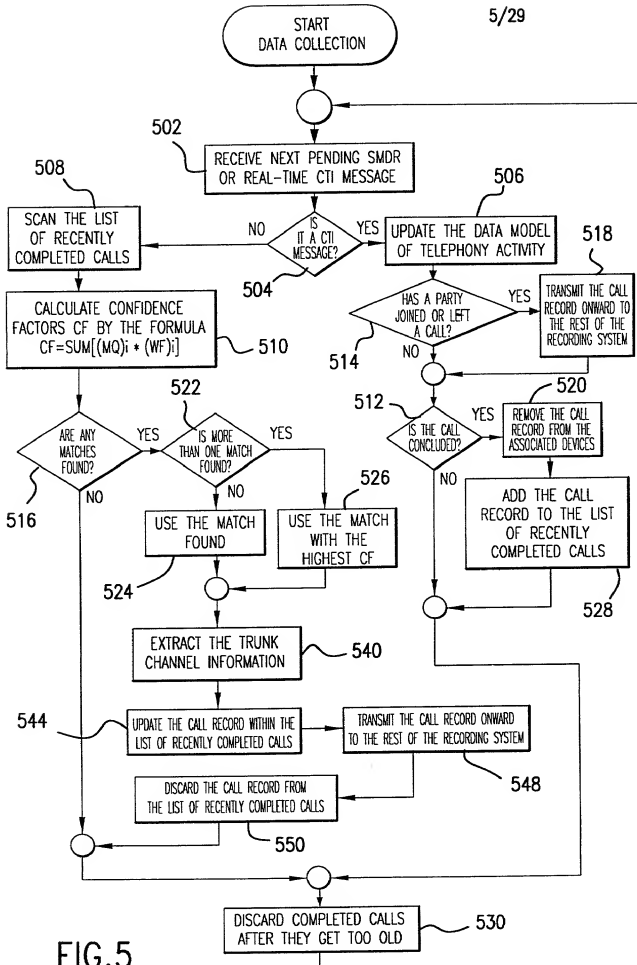 START
DATA COLLECTION
5/29
502
RECEIVE NEXT PENDING SMDR
OR REAL-TIME CTI MESSAGE
508
SCAN THE LIST
OF RECENTLY
COMPLETED CALLS
NO
IS
IT A CTI
MESSAGE?
YES
504
506
UPDATE THE DATA MODEL
OF TELEPHONY ACTIVITY
518
CALCULATE CONFIDENCE
FACTORS CF BY THE FORMULA
CF=SUM[(MQ)i * (WF)i]
510
HAS A PARTY
JOINED OR LEFT
A CALL?
YES
514
NO
TRANSMIT THE CALL
RECORD ONWARD TO
THE REST OF THE
RECORDING SYSTEM
512
IS THE CALL
CONCLUDED?
YES
NO
520
REMOVE THE CALL
RECORD FROM THE
ASSOCIATED DEVICES
522
ARE ANY
MATCHES
FOUND?
YES
516
NO
IS MORE
THAN ONE MATCH
FOUND?
YES
NO
526
USE THE MATCH
FOUND
524
USE THE MATCH
WITH THE
HIGHEST CF
ADD THE CALL
RECORD TO THE LIST
OF RECENTLY
COMPLETED CALLS
528
EXTRACT THE TRUNK
CHANNEL INFORMATION
540
544
UPDATE THE CALL RECORD WITHIN THE
LIST OF RECENTLY COMPLETED CALLS
TRANSMIT THE CALL RECORD ONWARD
TO THE REST OF THE RECORDING SYSTEM
548
DISCARD THE CALL RECORD FROM
THE LIST OF RECENTLY COMPLETED CALLS
550
DISCARD COMPLETED CALLS
AFTER THEY GET TOO OLD
530
FIG.5